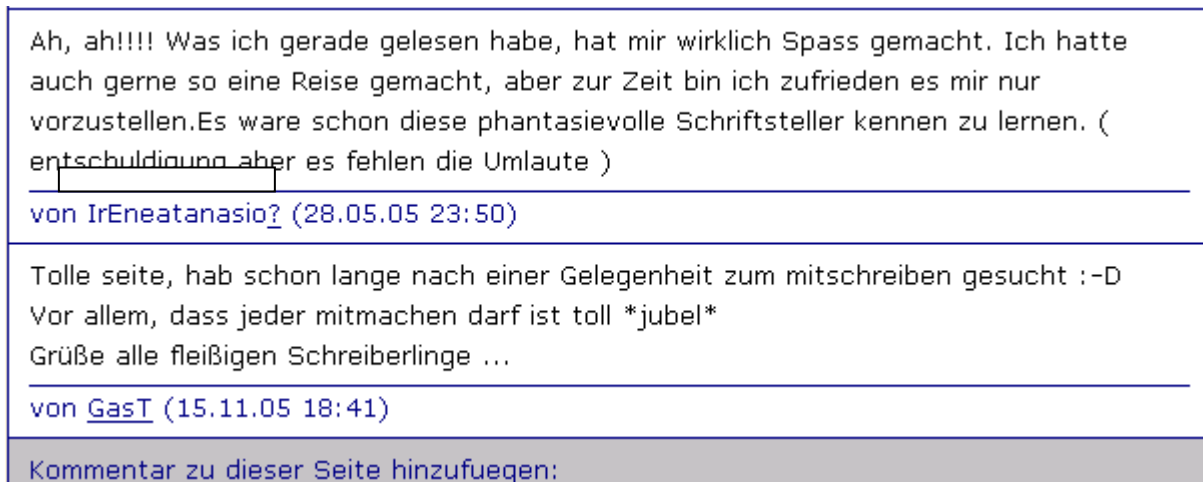 Ah, ah!!!! Was ich gerade gelesen habe, hat mir wirklich Spass gemacht. Ich hatte
auch gerne so eine Reise gemacht, aber zur Zeit bin ich zufrieden es mir nur
vorzustellen.Es ware schon diese phantasievolle Schriftsteller kennen zu lernen. (
entschuldigung aber es fehlen die Umlaute )
von IrEneatanasio? (28.05.05 23:50)
Tolle seite, hab schon lange nach einer Gelegenheit zum mitschreiben gesucht :-D
Vor allem, dass jeder mitmachen darf ist toll *jubel*
Grüße alle fleißigen Schreiberlinge ...
von GasT (15.11.05 18:41)
Kommentar zu dieser Seite hinzufuegen: